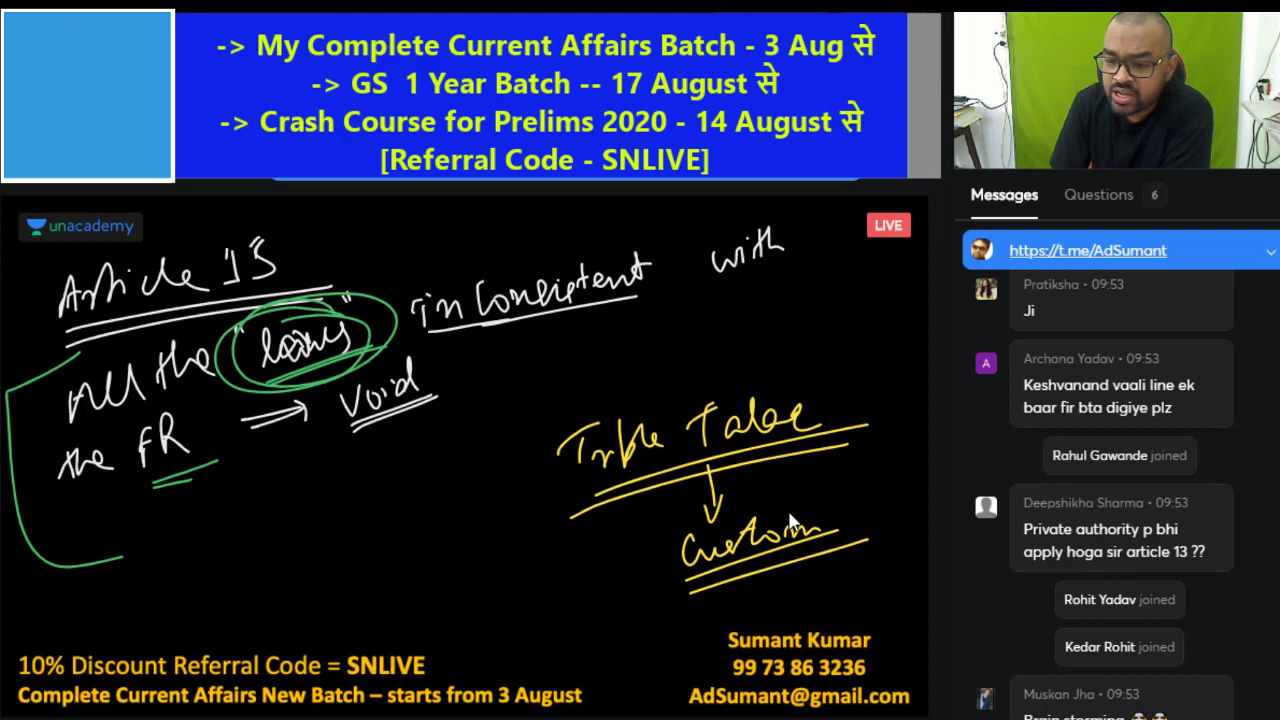 -> My Complete Current Affairs Batch - 3 Aug से
-> GS 1 Year Batch -- 17 August से
-> Crash Course for Prelims 2020 - 14 August से
[Referral Code - SNLIVE]
unacademy
LIVE
Article 13
All the "laws" inconsistent with
the FR => Void
Triple Talaq
Custom
10% Discount Referral Code = SNLIVE
Complete Current Affairs New Batch – starts from 3 August
Sumant Kumar
99 73 86 3236
AdSumant@gmail.com
Messages
Questions 6
https://t.me/AdSumant
Pratiksha • 09:53
Ji
A
Archana Yadav • 09:53
Keshvanand vaali line ek
baar fir bta digiye plz
Rahul Gawande joined
Deepshikha Sharma • 09:53
Private authority p bhi
apply hoga sir article 13 ??
Rohit Yadav joined
Kedar Rohit joined
Muskan Jha • 09:53
Brain storming